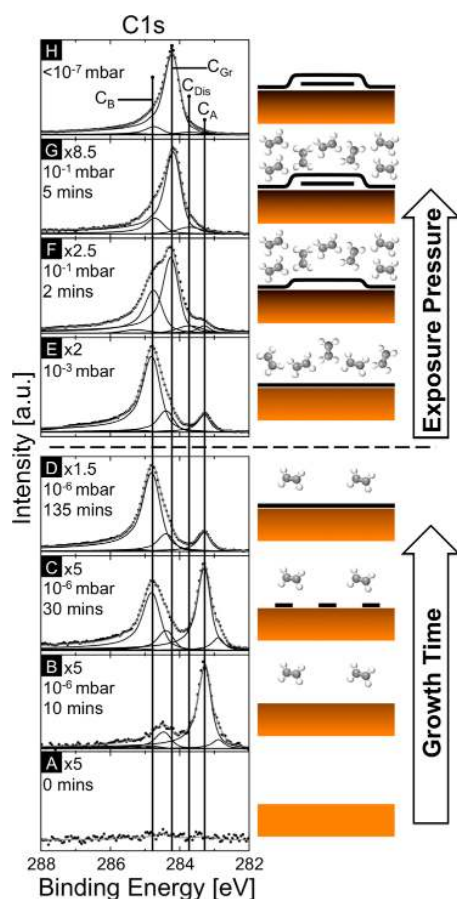 C1s
H
<10⁻⁷ mbar
C_B
C_Gr
C_Dis
C_A
G x8.5
10⁻¹ mbar
5 mins
F x2.5
10⁻¹ mbar
2 mins
E x2
10⁻³ mbar
D x1.5
10⁻⁶ mbar
135 mins
C x5
10⁻⁶ mbar
30 mins
B x5
10⁻⁶ mbar
10 mins
A x5
0 mins
288 286 284 282
Binding Energy [eV]
Intensity [a.u.]
Exposure Pressure
Growth Time